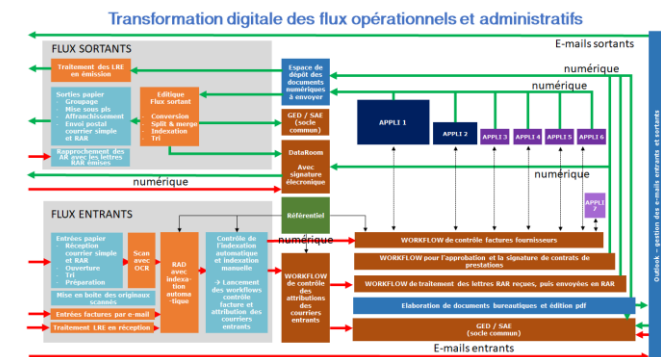 Transformation digitale des flux opérationnels et administratifs
E-mails sortants
FLUX SORTANTS
Traitement des LRE
en émission
Sorties papier
- Groupage
- Mise sous plis
- Affranchissement
- Envoi postal
courrier simple
et RAR
Rapprochement des
AR avec les lettres
RAR émises
Editique
Flux sortant
- Conversion
- Split & merge
- Indexation
- Tri
Espace de
dépôt des
documents
numériques
à envoyer
GED / SAE
(socle
commun)
DataRoom
Avec
signature
élecronique
numérique
numérique
numérique
numérique
APPLI 1
APPLI 2
APPLI 3
APPLI 4
APPLI 5
APPLI 6
APPLI
7
Outlook – gestion des e-mails entrants et sortants
FLUX ENTRANTS
Entrées papier
- Réception
courrier simple
et RAR
- Ouverture
- Tri
- Préparation
Scan
avec
OCR
Mise en boîte des originaux
scannés
Entrées factures par e-mail
Traitement LRE en réception
RAD
avec
indexa-
tion
automa
-tique
Contrôle de
l'indexation
automatique
et indexation
manuelle
→ Lancement
des workflows
contrôle
facture et
attribution des
courriers
entrants
Référentiel
numérique
WORKFLOW
de contrôle
des
attributions
des
courriers
entrants
WORKFLOW de contrôle factures fournisseurs
WORKFLOW pour l'approbation et la signature de contrats de
prestations
WORKFLOW de traitement des lettres RAR reçues, puis envoyées en RAR
Elaboration de documents bureautiques et édition pdf
GED / SAE
(socle commun)
E-mails entrants